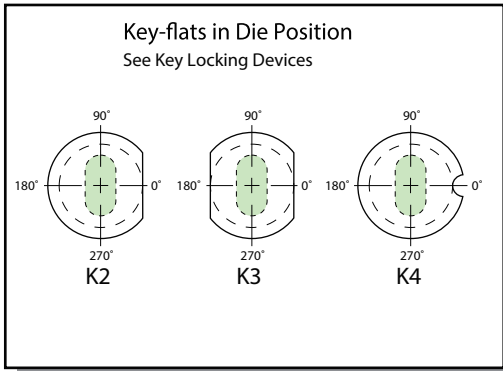 Key-flats in Die Position
See Key Locking Devices
90˚ 90˚ 90˚
180˚ 0˚ 180˚ 0˚ 180˚ 0˚
270˚ 270˚ 270˚
K2 K3 K4